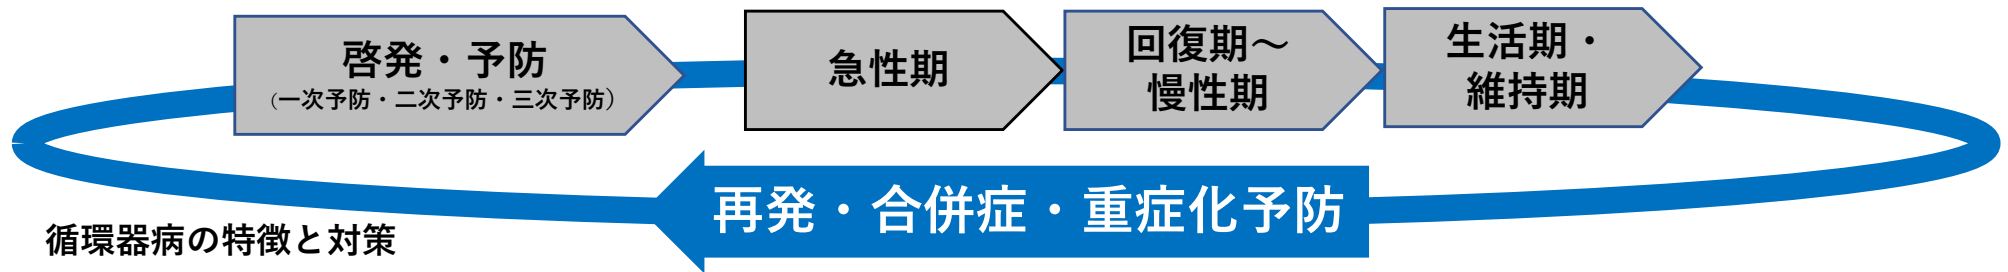 啓発・予防
（一次予防・二次予防・三次予防）
急性期
回復期～
慢性期
生活期・
維持期
再発・合併症・重症化予防
循環器病の特徴と対策